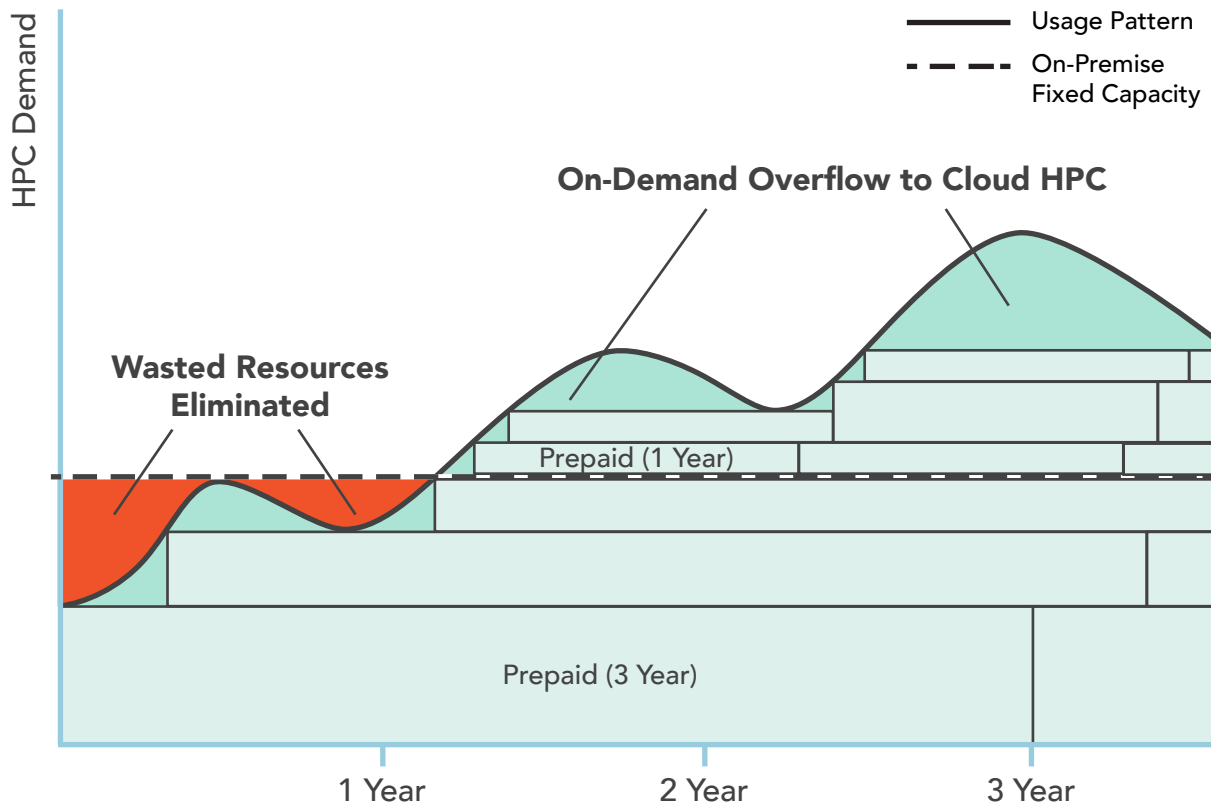 HPC Demand
Usage Pattern
On-Premise
Fixed Capacity
On-Demand Overflow to Cloud HPC
Wasted Resources
Eliminated
Prepaid (1 Year)
Prepaid (3 Year)
1 Year
2 Year
3 Year